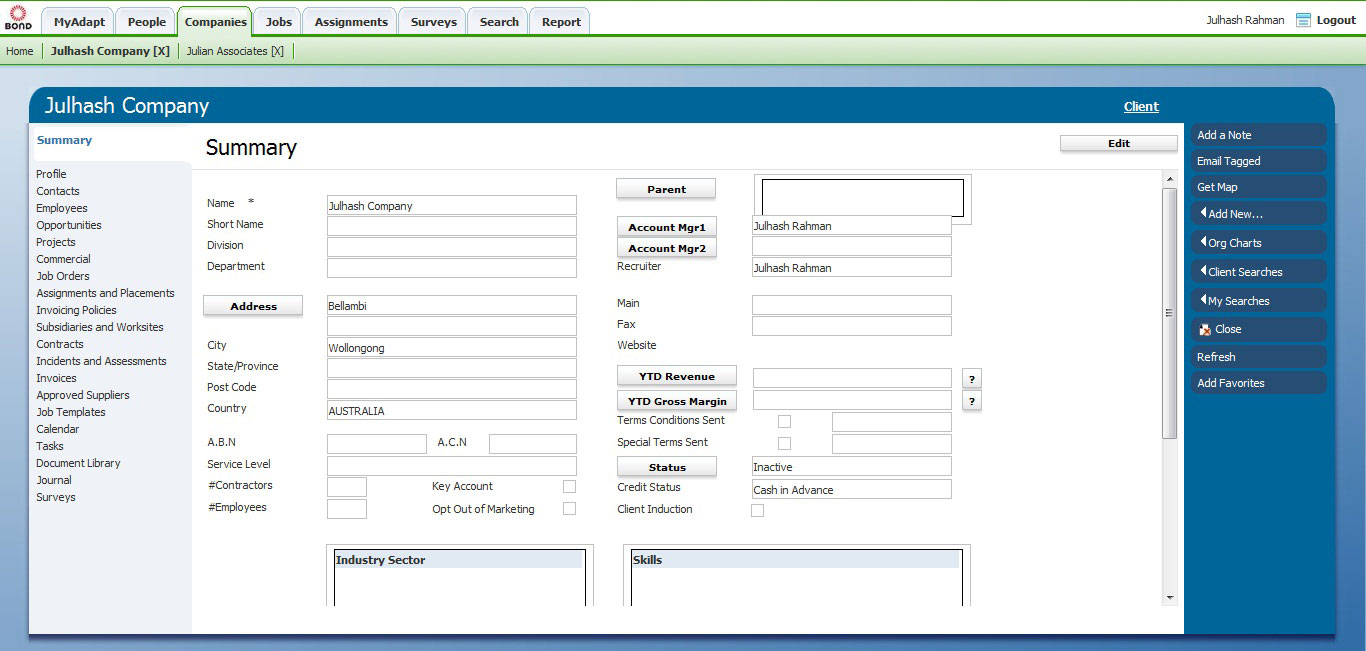 BOND
MyAdapt People Companies Jobs Assignments Surveys Search Report
Julhash Rahman Logout
Home Julhash Company [X] Julian Associates [X]
Julhash Company
Client
Summary
Profile
Contacts
Employees
Opportunities
Projects
Commercial
Job Orders
Assignments and Placements
Invoicing Policies
Subsidiaries and Worksites
Contracts
Incidents and Assessments
Invoices
Approved Suppliers
Job Templates
Calendar
Tasks
Document Library
Journal
Surveys
Summary
Edit
Name * Julhash Company
Short Name
Division
Department
Address Bellambi
City Wollongong
State/Province
Post Code
Country AUSTRALIA
A.B.N A.C.N
Service Level
#Contractors Key Account
#Employees Opt Out of Marketing
Parent
Account Mgr1 Julhash Rahman
Account Mgr2
Recruiter Julhash Rahman
Main
Fax
Website
YTD Revenue ?
YTD Gross Margin ?
Terms Conditions Sent
Special Terms Sent
Status Inactive
Credit Status Cash in Advance
Client Induction
Industry Sector
Skills
Add a Note
Email Tagged
Get Map
Add New...
Org Charts
Client Searches
My Searches
Close
Refresh
Add Favorites